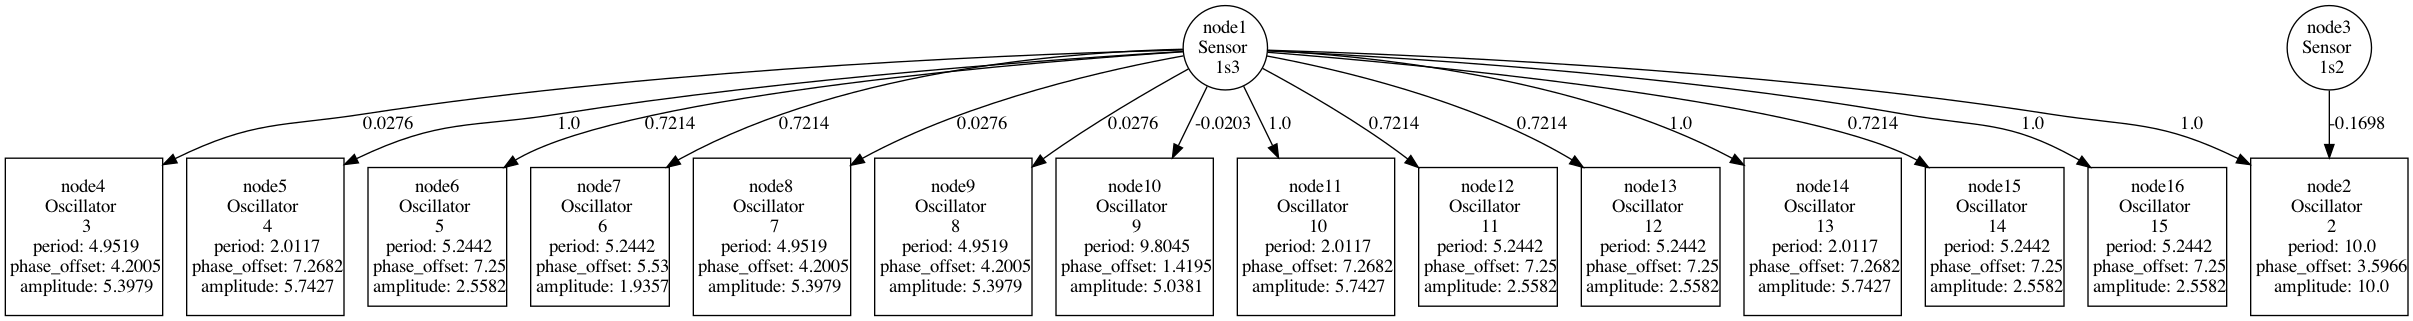 node1
Sensor
1s3
node3
Sensor
1s2
0.0276
1.0
0.7214
0.7214
0.0276
0.0276
-0.0203
1.0
0.7214
0.7214
1.0
0.7214
1.0
1.0
-0.1698
node4
Oscillator
3
period: 4.9519
phase_offset: 4.2005
amplitude: 5.3979
node5
Oscillator
4
period: 2.0117
phase_offset: 7.2682
amplitude: 5.7427
node6
Oscillator
5
period: 5.2442
phase_offset: 7.25
amplitude: 2.5582
node7
Oscillator
6
period: 5.2442
phase_offset: 5.53
amplitude: 1.9357
node8
Oscillator
7
period: 4.9519
phase_offset: 4.2005
amplitude: 5.3979
node9
Oscillator
8
period: 4.9519
phase_offset: 4.2005
amplitude: 5.3979
node10
Oscillator
9
period: 9.8045
phase_offset: 1.4195
amplitude: 5.0381
node11
Oscillator
10
period: 2.0117
phase_offset: 7.2682
amplitude: 5.7427
node12
Oscillator
11
period: 5.2442
phase_offset: 7.25
amplitude: 2.5582
node13
Oscillator
12
period: 5.2442
phase_offset: 7.25
amplitude: 2.5582
node14
Oscillator
13
period: 2.0117
phase_offset: 7.2682
amplitude: 5.7427
node15
Oscillator
14
period: 5.2442
phase_offset: 7.25
amplitude: 2.5582
node16
Oscillator
15
period: 5.2442
phase_offset: 7.25
amplitude: 2.5582
node2
Oscillator
2
period: 10.0
phase_offset: 3.5966
amplitude: 10.0